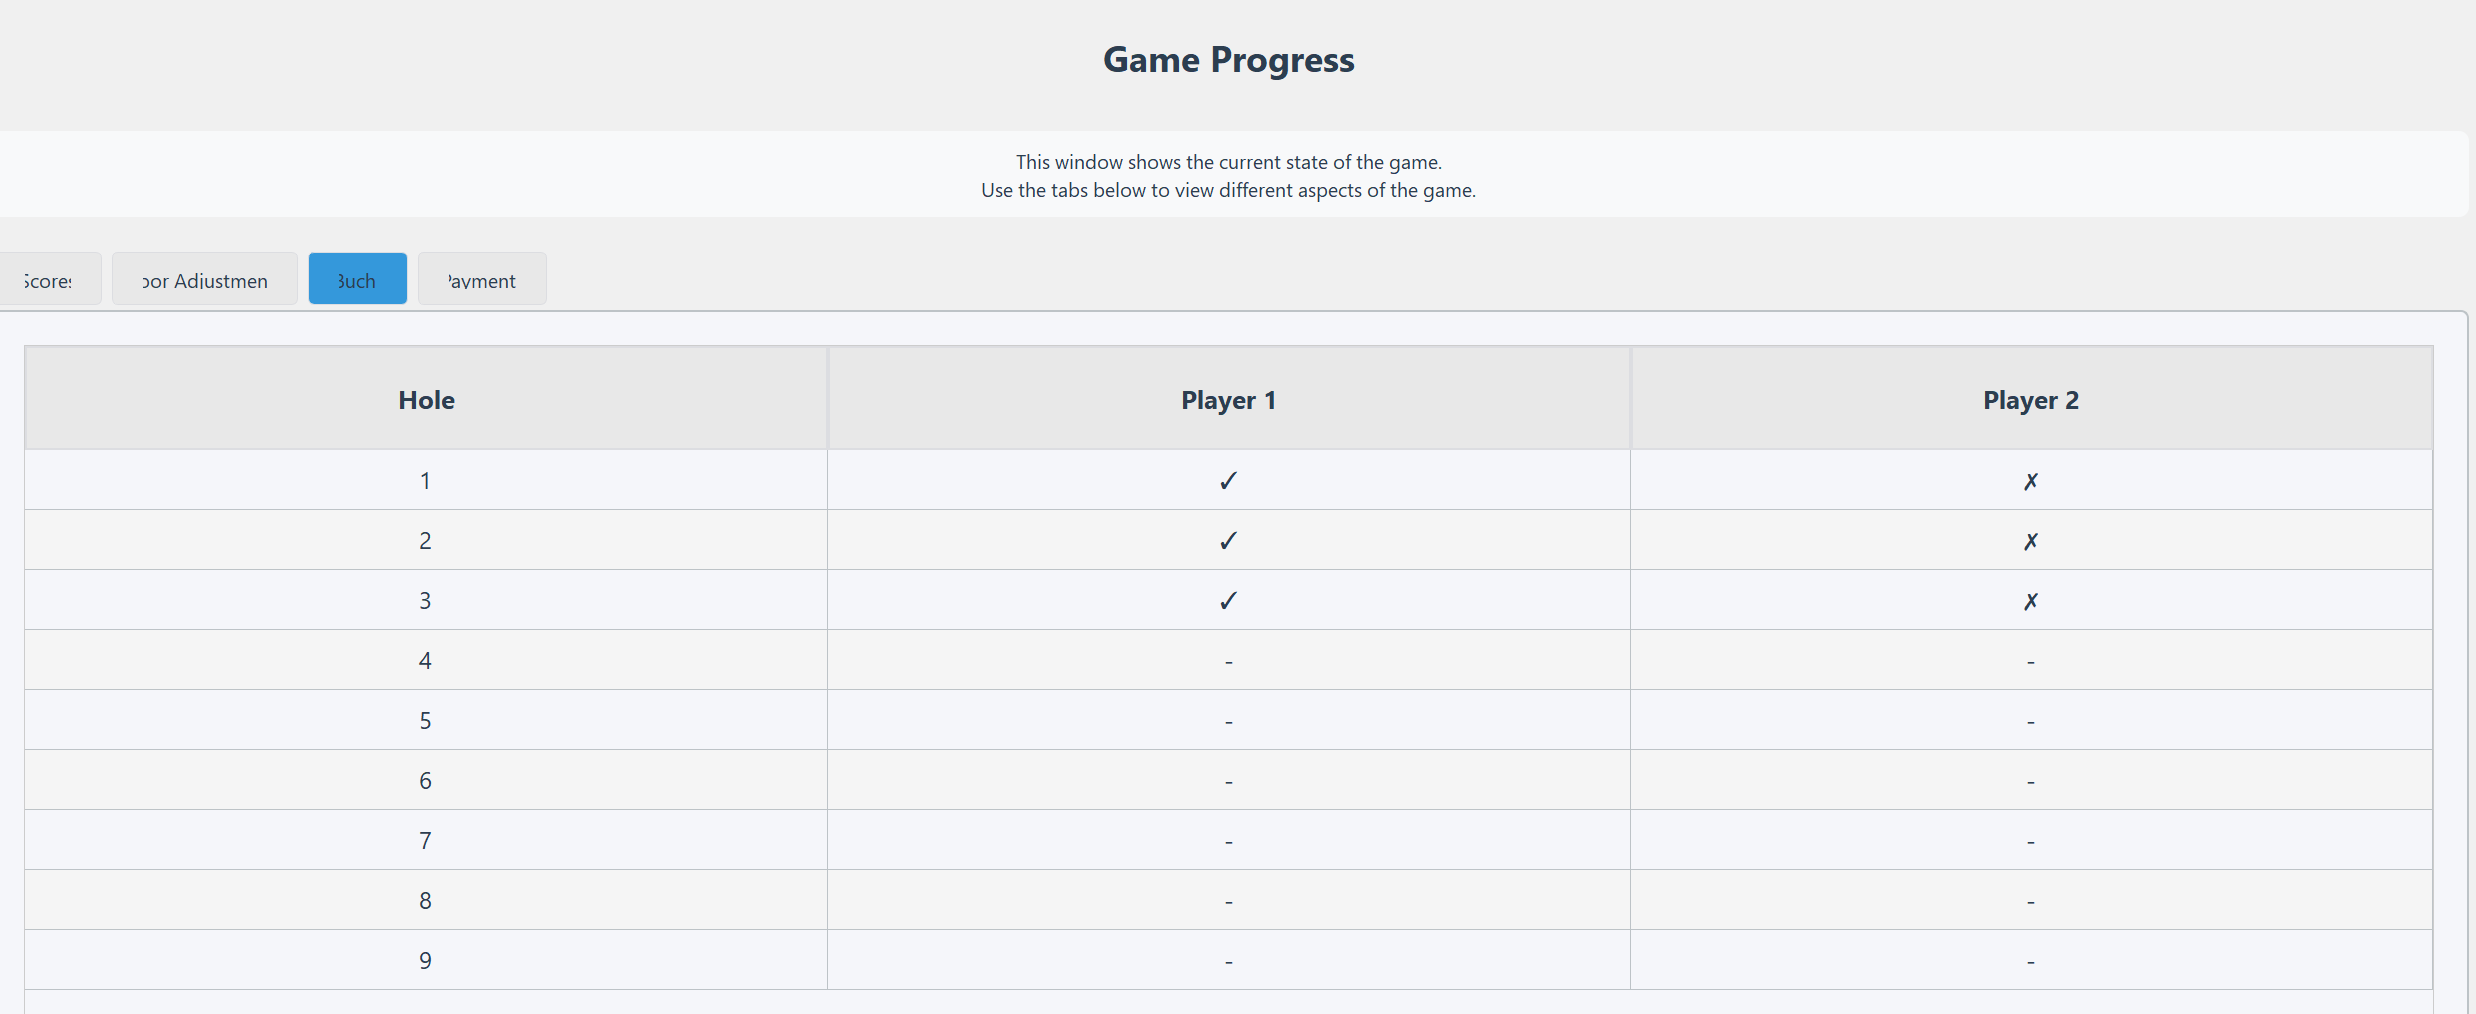 Game Progress
This window shows the current state of the game.
Use the tabs below to view different aspects of the game.
Scores oor Adjustmen Buch Payment
Hole Player 1 Player 2
1 ✓ ✗
2 ✓ ✗
3 ✓ ✗
4 - -
5 - -
6 - -
7 - -
8 - -
9 - -